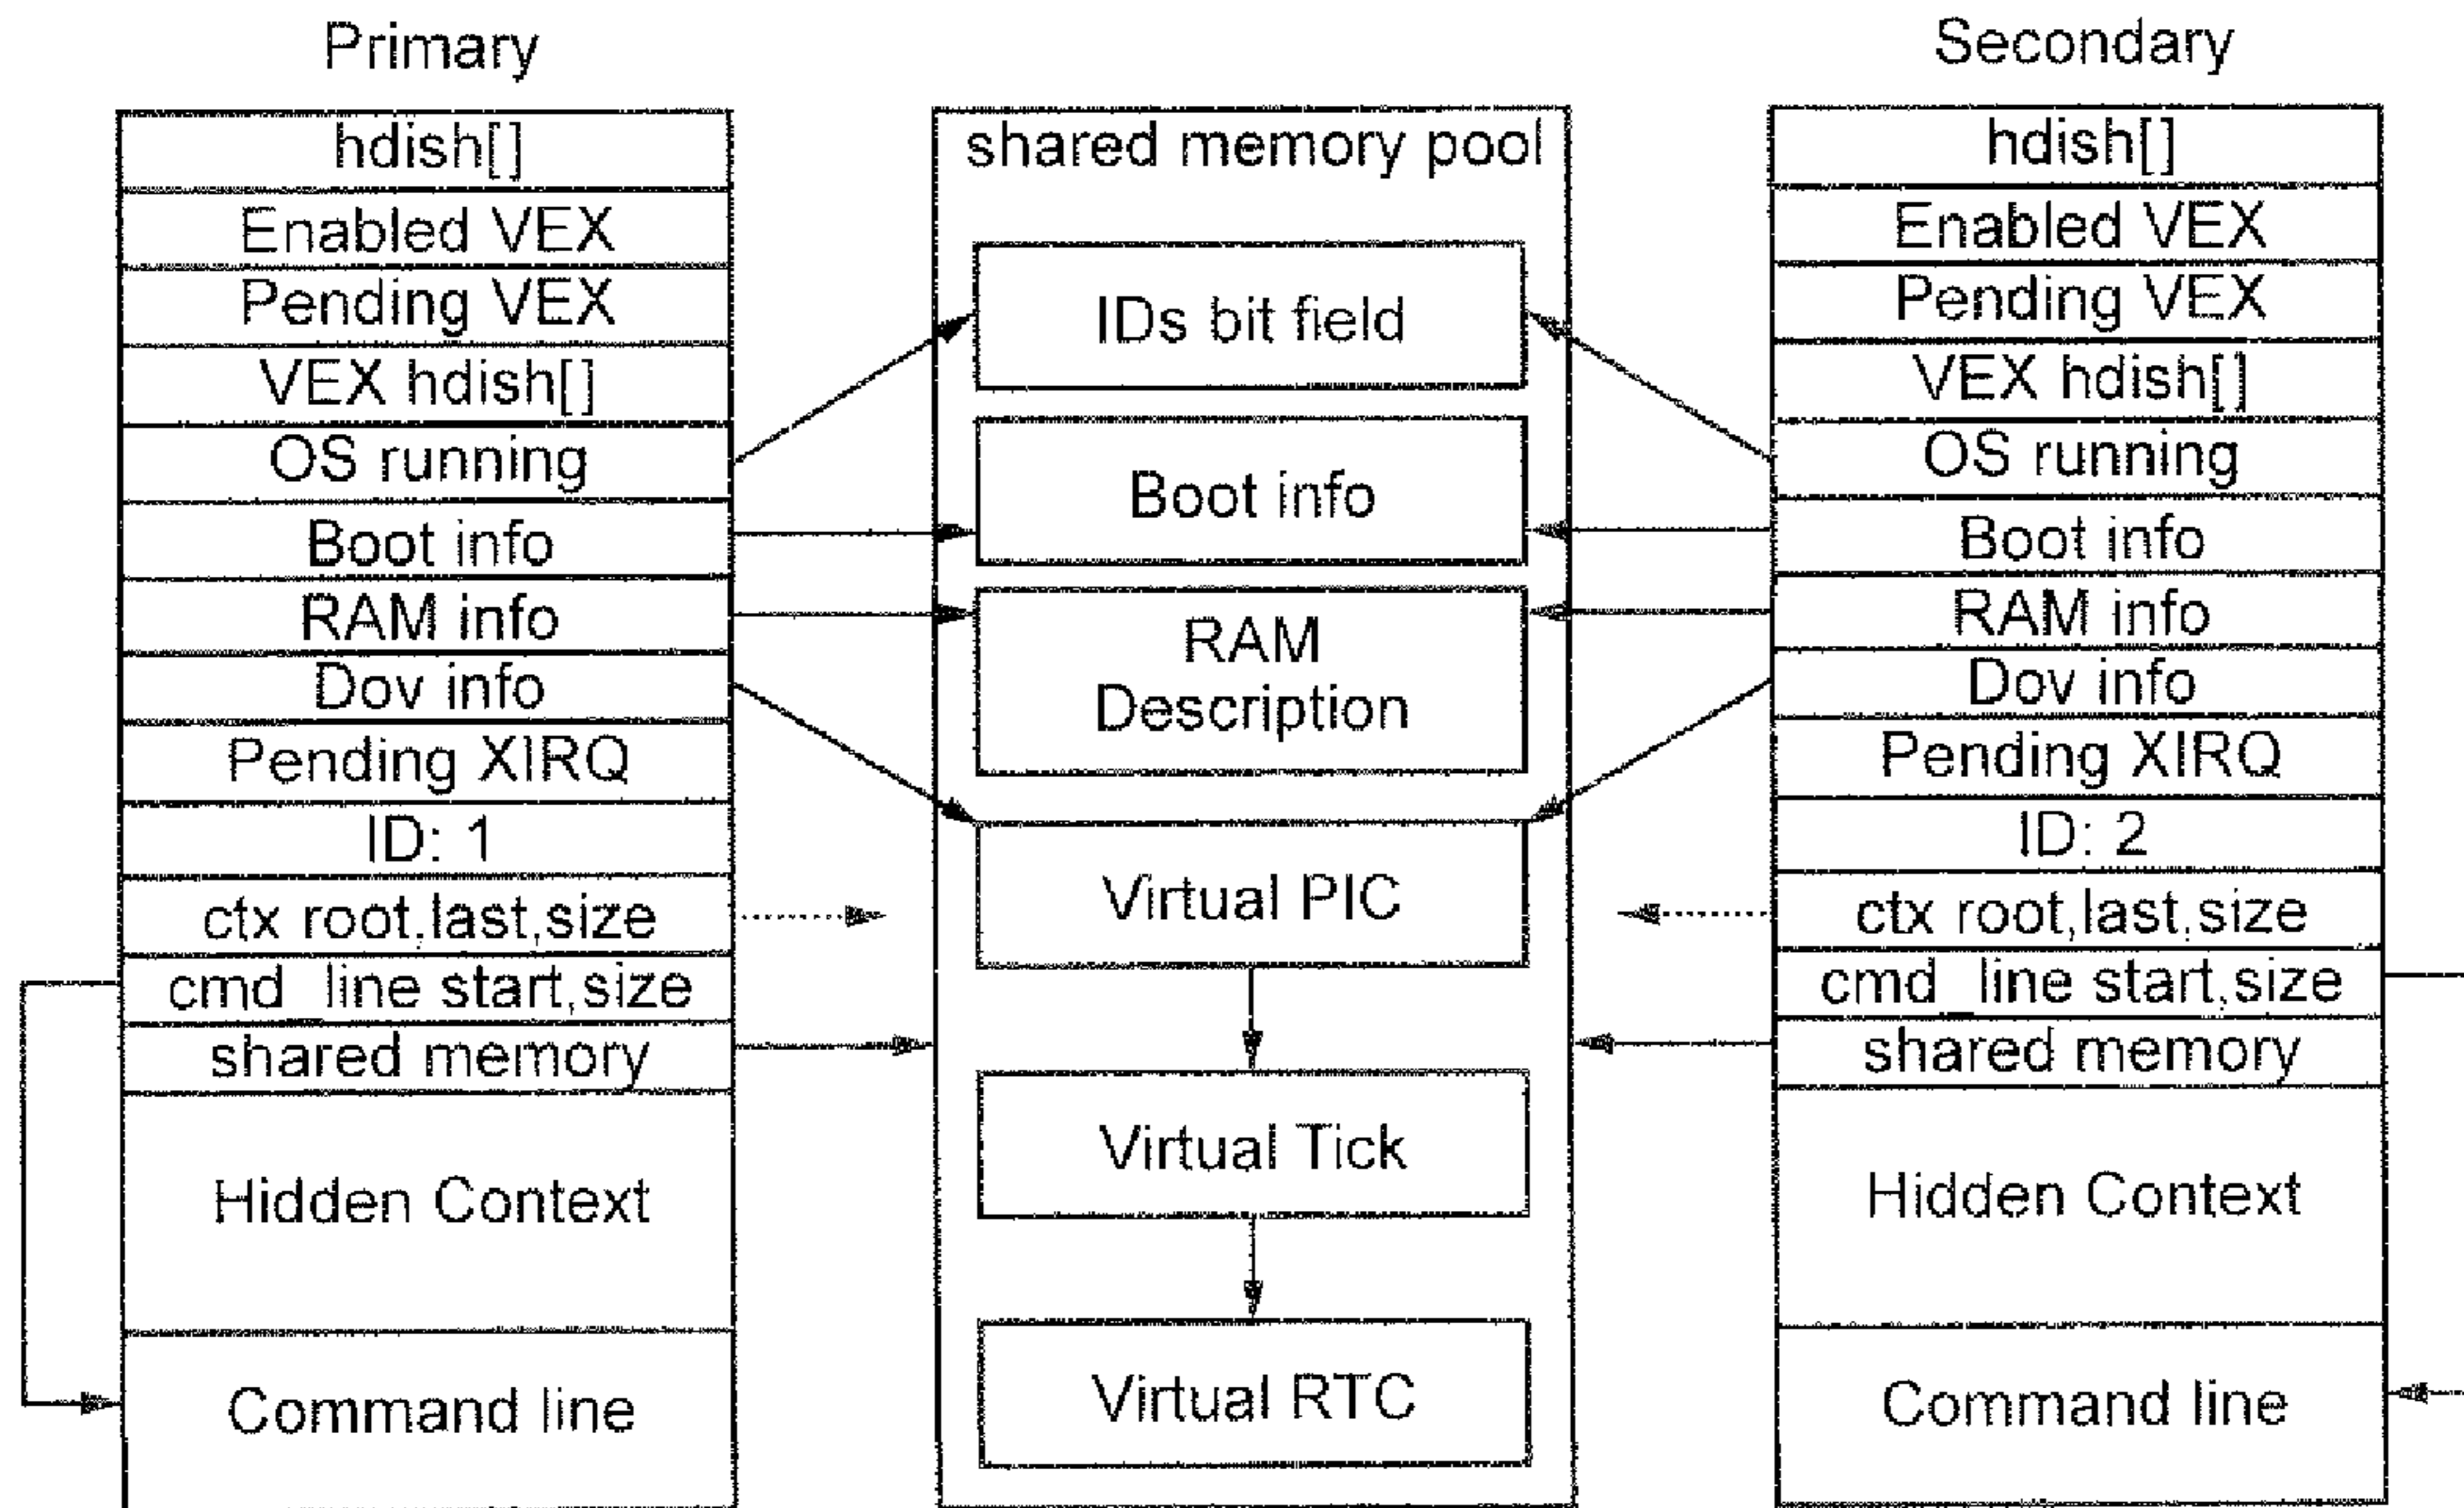 Primary
hdish[]
Enabled VEX
Pending VEX
VEX hdish[]
OS running
Boot info
RAM info
Dov info
Pending XIRQ
ID: 1
ctx root,last,size
cmd_line start,size
shared memory
Hidden Context
Command line
shared memory pool
IDs bit field
Boot info
RAM
Description
Virtual PIC
Virtual Tick
Virtual RTC
Secondary
hdish[]
Enabled VEX
Pending VEX
VEX hdish[]
OS running
Boot info
RAM info
Dov info
Pending XIRQ
ID: 2
ctx root,last,size
cmd_line start,size
shared memory
Hidden Context
Command line